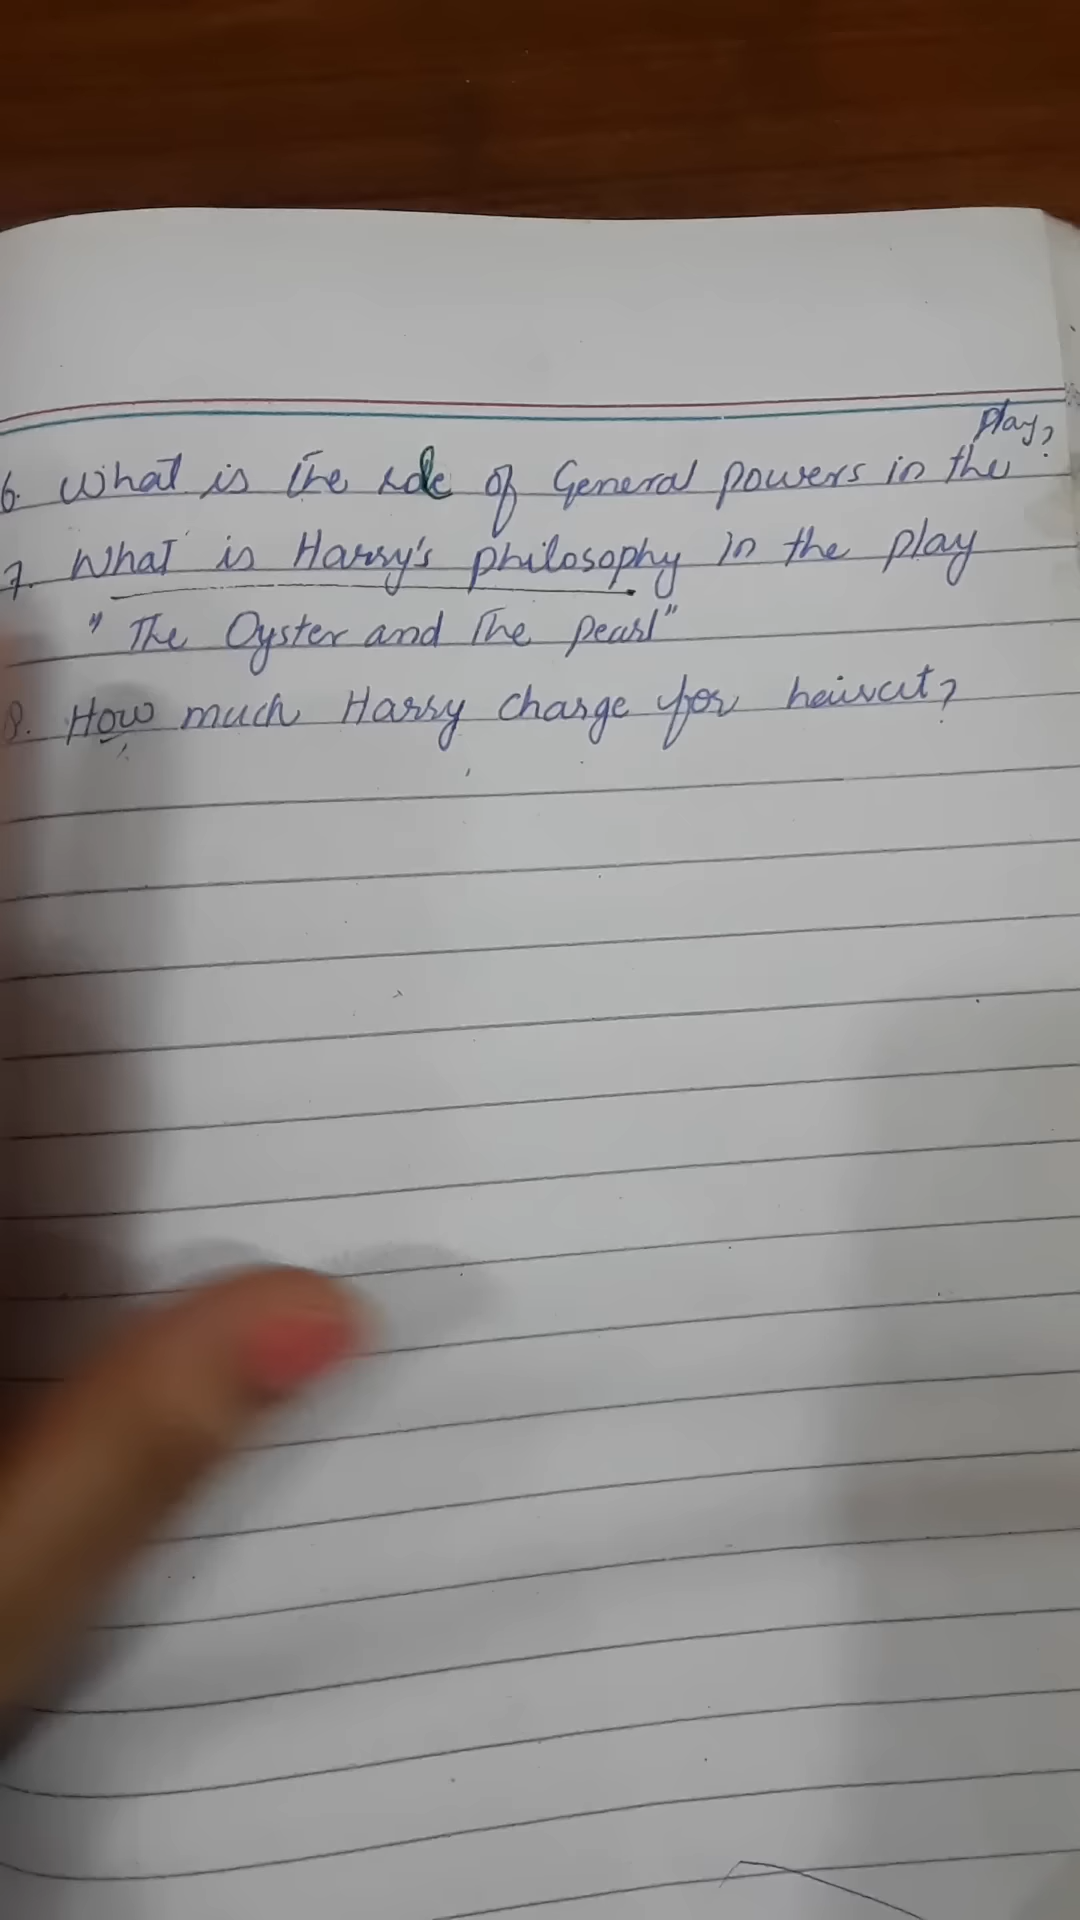 play?
6. What is the role of General powers in the
7. What is Harry's philosophy in the play
" The Oyster and The pearl"
8. How much Harry charge for haircut?